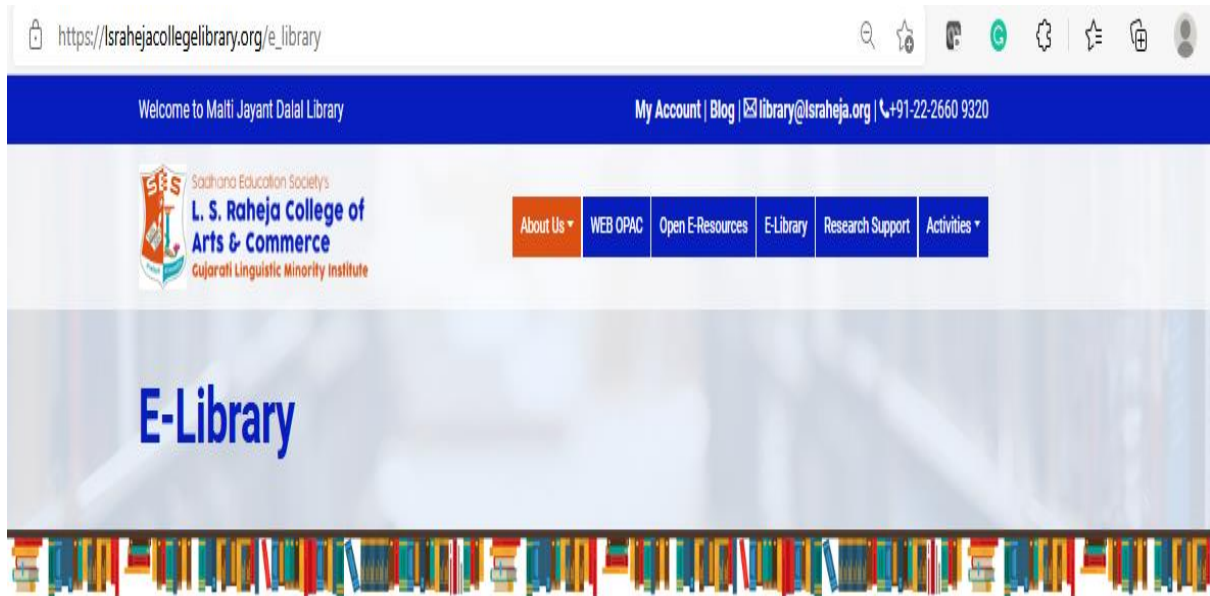 https://lsrahejacollegelibrary.org/e_library
Welcome to Malti Jayant Dalal Library
My Account | Blog | library@lsraheja.org | +91-22-2660 9320
SES
Sadhana Education Society's
L. S. Raheja College of
Arts & Commerce
Gujarati Linguistic Minority Institute
About Us WEB OPAC Open E-Resources E-Library Research Support Activities
E-Library